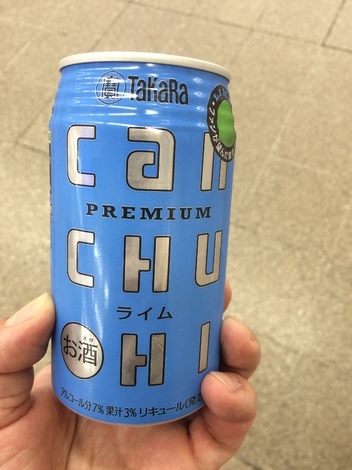 寶 TaKaRa
can
PREMIUM
CHU
ライム
お酒
HI
アルコール分7% 果汁3% リキュール(発泡